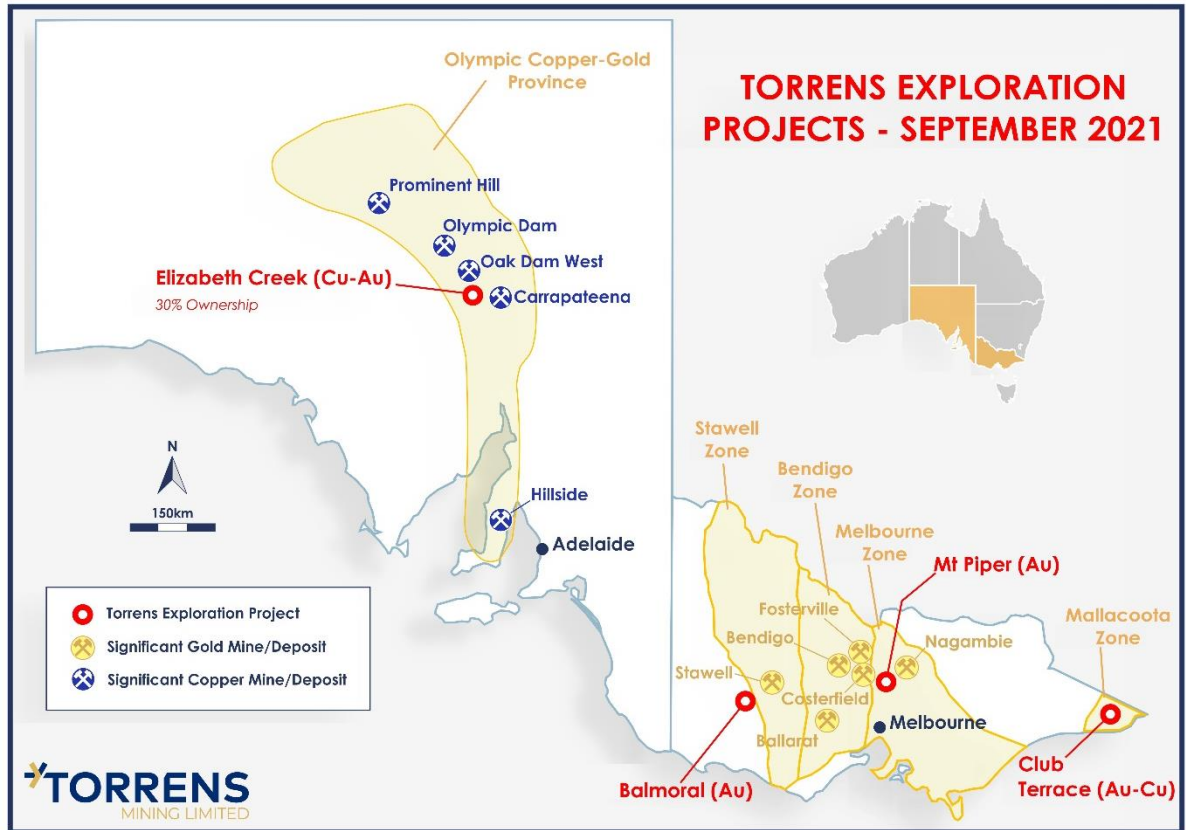 TORRENS EXPLORATION
PROJECTS - SEPTEMBER 2021
Olympic Copper-Gold
Province
Prominent Hill
Olympic Dam
Oak Dam West
Elizabeth Creek (Cu-Au)
30% Ownership
Carrapateena
N
150km
Hillside
Adelaide
Stawell
Zone
Bendigo
Zone
Melbourne
Zone
Mt Piper (Au)
Mallacoota
Zone
Fosterville
Bendigo
Nagambie
Stawell
Costerfield
Ballarat
Melbourne
Balmoral (Au)
Club
Terrace (Au-Cu)
Torrens Exploration Project
Significant Gold Mine/Deposit
Significant Copper Mine/Deposit
TORRENS
MINING LIMITED